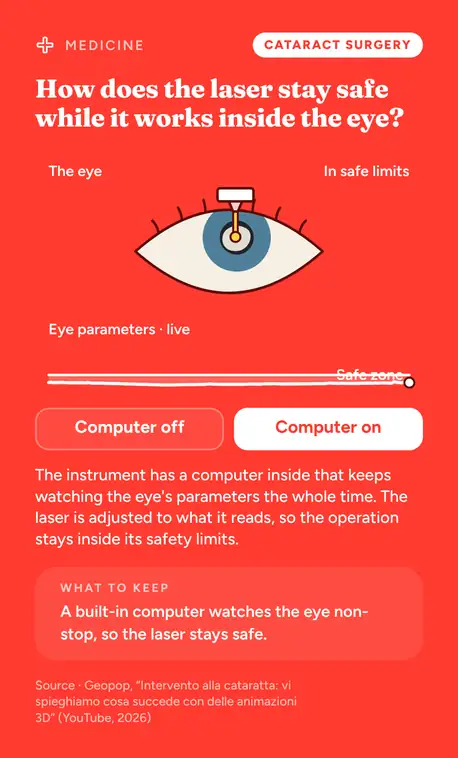 MEDICINE
CATARACT SURGERY
How does the laser stay safe
while it works inside the eye?
The eye
In safe limits
Eye parameters · live
Safe zone
Computer off
Computer on
The instrument has a computer inside that keeps
watching the eye's parameters the whole time. The
laser is adjusted to what it reads, so the operation
stays inside its safety limits.
WHAT TO KEEP
A built-in computer watches the eye non-
stop, so the laser stays safe.
Source · Geopop, “Intervento alla cataratta: vi
spieghiamo cosa succede con delle animazioni
3D” (YouTube, 2026)